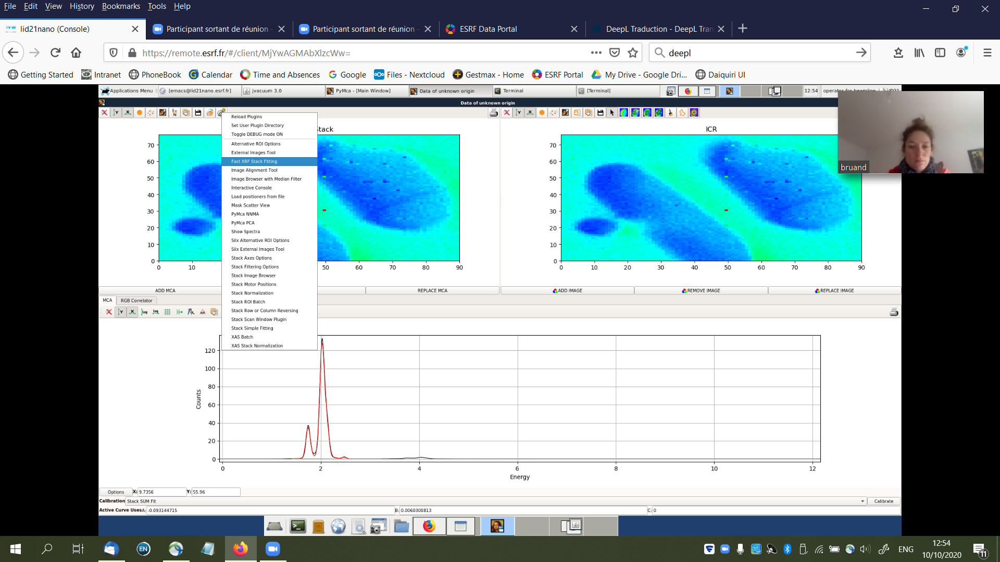 File Edit View History Bookmarks Tools Help
lid21nano (Console)
Participant sortant de réunion -
Participant sortant de réunion -
ESRF Data Portal
DeepL Traduction - DeepL Tran
https://remote.esrf.fr/#/client/MjYwAGMAbXlzcWw=
deepl
Getting Started Intranet PhoneBook Calendar Time and Absences Google Files - Nextcloud Gestmax - Home ESRF Portal My Drive - Google Dri... Daiquiri UI
Applications Menu [emacs@lid21nano.esrf.fr] jvacuum 3.0 PyMca - [Main Window] Data of unknown origin Terminal [Terminal] 12:54
Data of unknown origin
Reload Plugins
Set User Plugin Directory
Toggle DEBUG mode ON
Alternative ROI Options
External Images Tool
Fast XRF Stack Fitting
Image Alignment Tool
Image Browser with Median Filter
Interactive Console
Load positioners from file
Mask Scatter View
PyMca NNMA
PyMca PCA
Show Spectra
Silx Alternative ROI Options
Silx External Images Tool
Stack Axes Options
Stack Filtering Options
Stack Image Browser
Stack Motor Positions
Stack Normalization
Stack ROI Batch
Stack Row or Column Reversing
Stack Scan Window Plugin
Stack Simple Fitting
XAS Batch
XAS Stack Normalization
Stack
70
60
50
40
30
20
10
0
0 10 50 60 70 80 90
ICR
70
60
50
40
30
20
10
0
0 10 20 30 40 50 60 70 80 90
bruand
ADD MCA REPLACE MCA ADD IMAGE REMOVE IMAGE REPLACE IMAGE
MCA RGB Correlator
Counts
120
100
80
60
40
20
0
0 2 4 6 8 10 12
Energy
Options X: 9.7356 Y: 55.96
Calibration Stack SUM Fit Calibrate
Active Curve Uses A: -0.093144715 B: 0.0060300813 C: 0
EN
ENG
12:54
10/10/2020
11